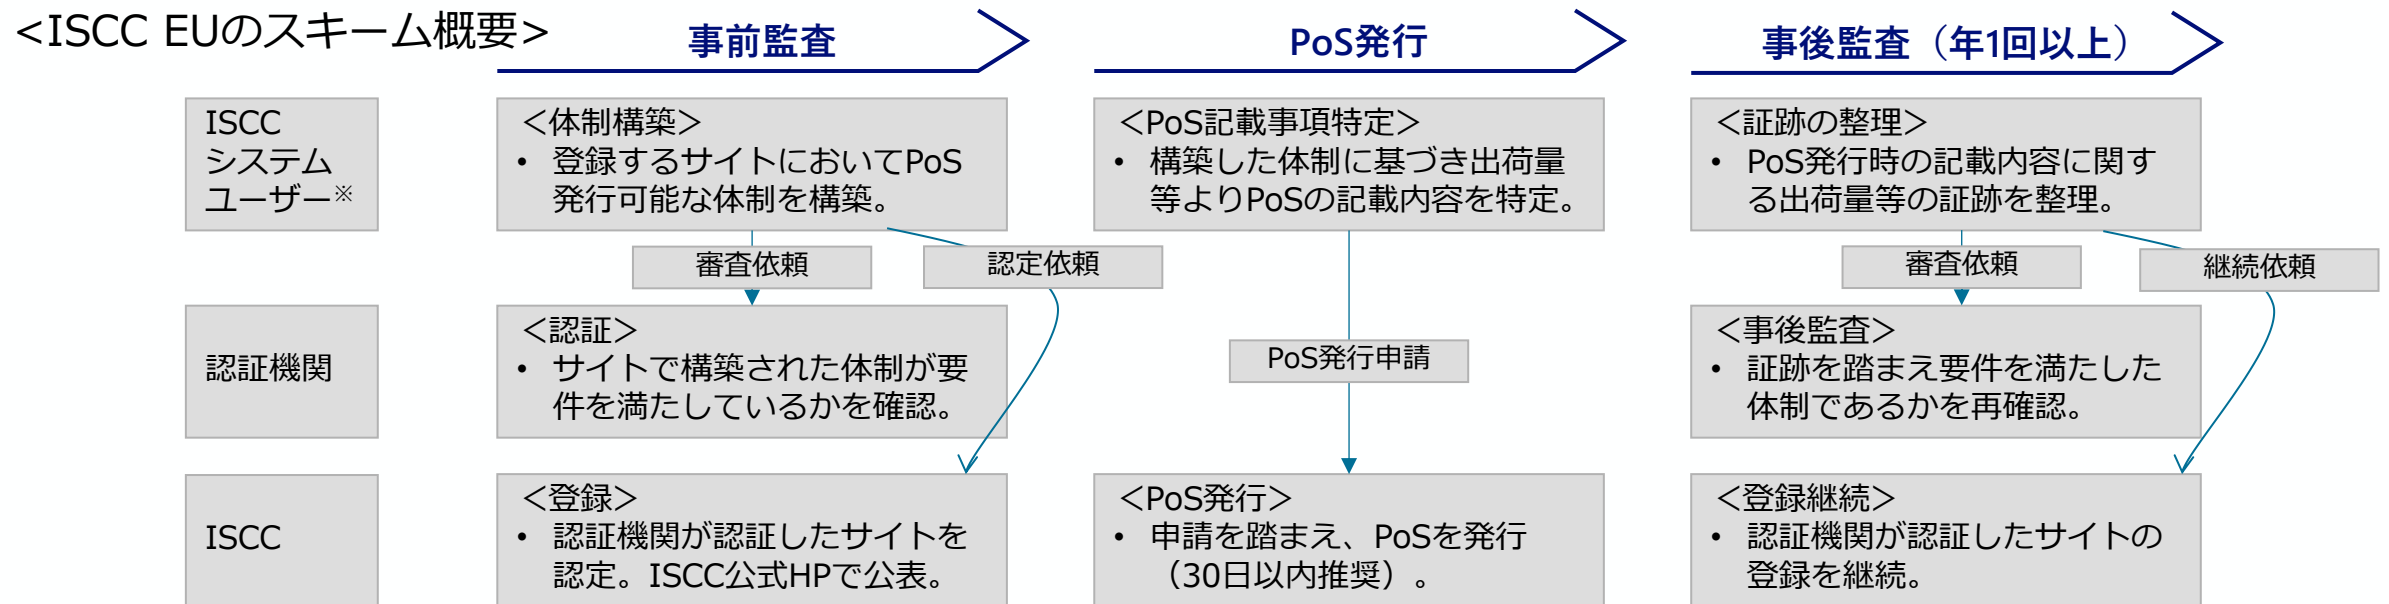 <ISCC EUのスキーム概要>
事前監査
PoS発行
事後監査（年1回以上）
ISCC
システム
ユーザー※
＜体制構築＞
• 登録するサイトにおいてPoS
発行可能な体制を構築。
＜PoS記載事項特定＞
• 構築した体制に基づき出荷量
等よりPoSの記載内容を特定。
＜証跡の整理＞
• PoS発行時の記載内容に関す
る出荷量等の証跡を整理。
審査依頼
認定依頼
審査依頼
継続依頼
認証機関
＜認証＞
• サイトで構築された体制が要
件を満たしているかを確認。
PoS発行申請
＜事後監査＞
• 証跡を踏まえ要件を満たした
体制であるかを再確認。
ISCC
＜登録＞
• 認証機関が認証したサイトを
認定。ISCC公式HPで公表。
＜PoS発行＞
• 申請を踏まえ、PoSを発行
（30日以内推奨）。
＜登録継続＞
• 認証機関が認証したサイトの
登録を継続。